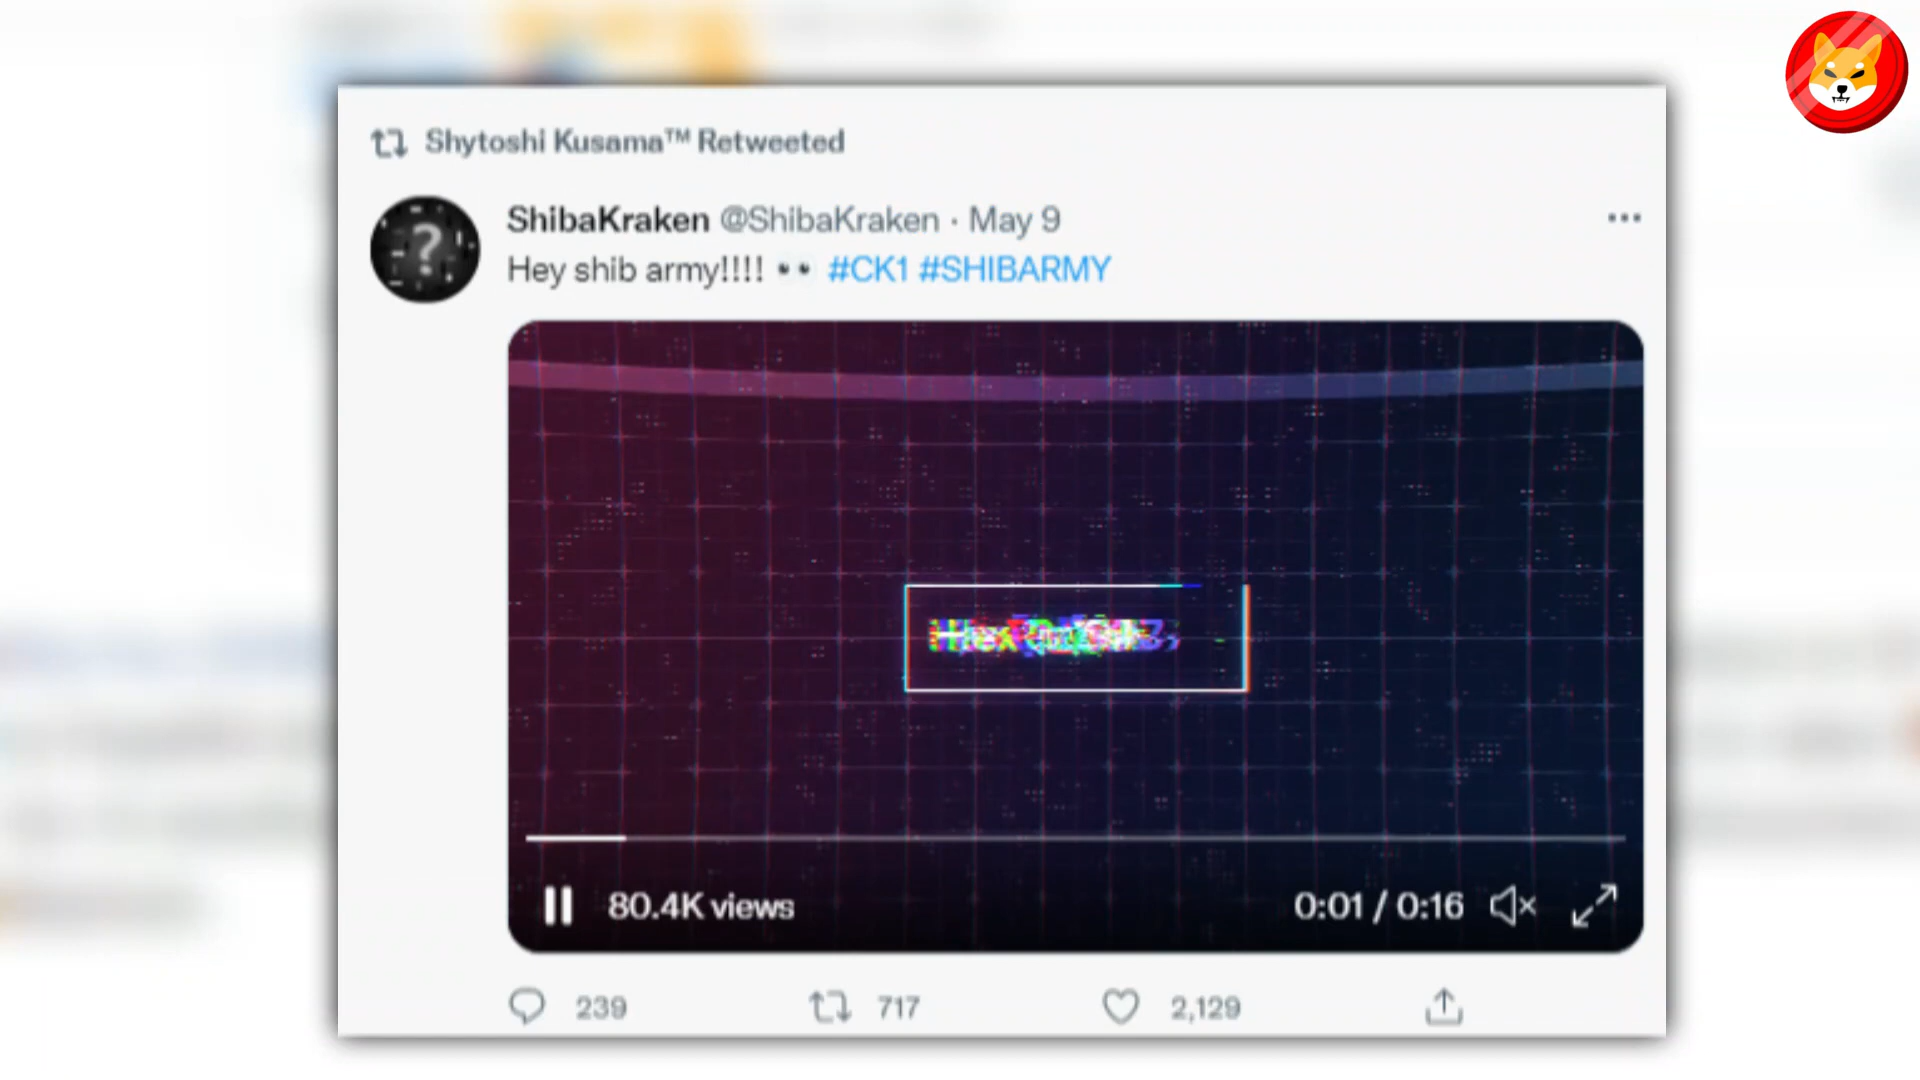 Shytoshi Kusama™ Retweeted
ShibaKraken @ShibaKraken · May 9
Hey shib army!!!! 👀 #CK1 #SHIBARMY
80.4K views
0:01 / 0:16
239
717
2,129